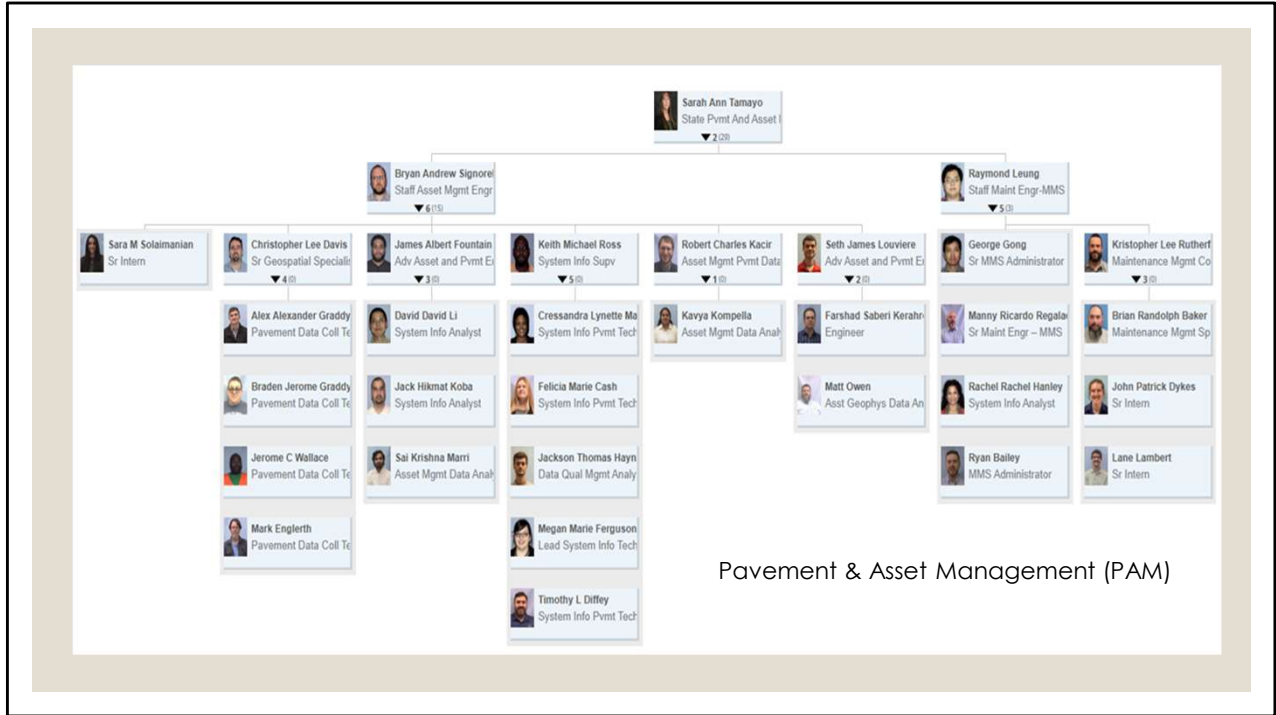 Sarah Ann Tamayo
State Pvmt And Asset
▼ 2 (29)
Bryan Andrew Signorel
Staff Asset Mgmt Engr
▼ 6 (15)
Raymond Leung
Staff Maint Engr-MMS
▼ 5 (3)
Sara M Solaimanian
Sr Intern
Christopher Lee Davis
Sr Geospatial Specialis
▼ 4 (0)
James Albert Fountain
Adv Asset and Pvmt E
▼ 3 (0)
Keith Michael Ross
System Info Supv
▼ 5 (0)
Robert Charles Kacir
Asset Mgmt Pvmt Data
▼ 1 (0)
Seth James Louviere
Adv Asset and Pvmt E
▼ 2 (0)
George Gong
Sr MMS Administrator
Kristopher Lee Rutherf
Maintenance Mgmt Co
▼ 3 (0)
Alex Alexander Graddy
Pavement Data Coll Te
David David Li
System Info Analyst
Cressandra Lynette Ma
System Info Pvmt Tech
Kavya Kompella
Asset Mgmt Data Anal
Farshad Saberi Kerahr
Engineer
Manny Ricardo Regala
Sr Maint Engr – MMS
Brian Randolph Baker
Maintenance Mgmt Sp
Braden Jerome Graddy
Pavement Data Coll Te
Jack Hikmat Koba
System Info Analyst
Felicia Marie Cash
System Info Pvmt Tech
Matt Owen
Asst Geophys Data An
Rachel Rachel Hanley
System Info Analyst
John Patrick Dykes
Sr Intern
Jerome C Wallace
Pavement Data Coll Te
Sai Krishna Marri
Asset Mgmt Data Anal
Jackson Thomas Hayn
Data Qual Mgmt Analy
Ryan Bailey
MMS Administrator
Lane Lambert
Sr Intern
Mark Englerth
Pavement Data Coll Te
Megan Marie Ferguson
Lead System Info Tech
Timothy L Diffey
System Info Pvmt Tech
Pavement & Asset Management (PAM)